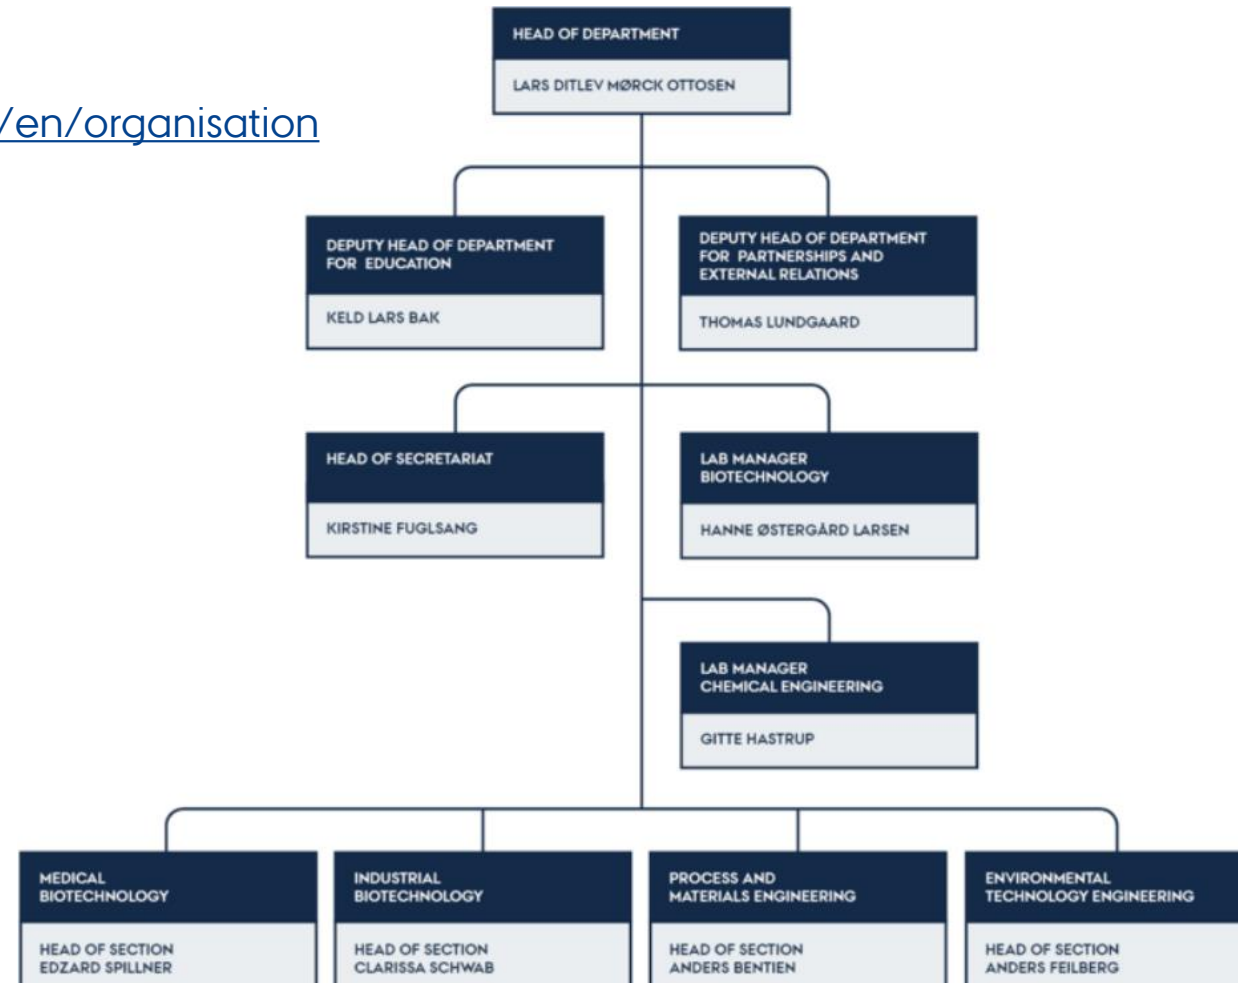 HEAD OF DEPARTMENT
LARS DITLEV MØRCK OTTOSEN
/en/organisation
DEPUTY HEAD OF DEPARTMENT
FOR EDUCATION
KELD LARS BAK
DEPUTY HEAD OF DEPARTMENT
FOR PARTNERSHIPS AND
EXTERNAL RELATIONS
THOMAS LUNDGAARD
HEAD OF SECRETARIAT
KIRSTINE FUGLSANG
LAB MANAGER
BIOTECHNOLOGY
HANNE ØSTERGÅRD LARSEN
LAB MANAGER
CHEMICAL ENGINEERING
GITTE HASTRUP
MEDICAL
BIOTECHNOLOGY
HEAD OF SECTION
EDZARD SPILLNER
INDUSTRIAL
BIOTECHNOLOGY
HEAD OF SECTION
CLARISSA SCHWAB
PROCESS AND
MATERIALS ENGINEERING
HEAD OF SECTION
ANDERS BENTIEN
ENVIRONMENTAL
TECHNOLOGY ENGINEERING
HEAD OF SECTION
ANDERS FEILBERG